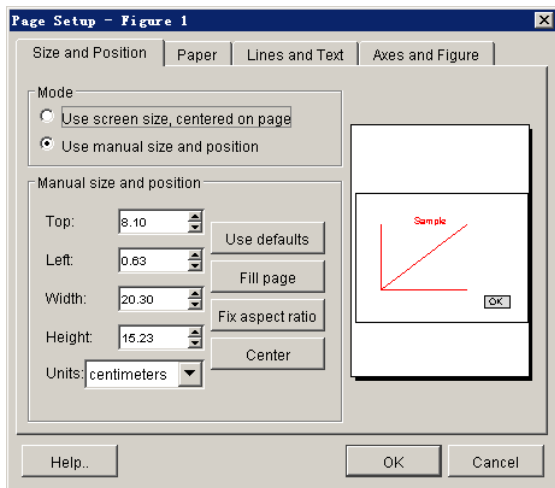 Page Setup - Figure 1
Size and Position
Paper
Lines and Text
Axes and Figure
Mode
Use screen size, centered on page
Use manual size and position
Manual size and position
Top: 8.10
Left: 0.63
Width: 20.30
Height: 15.23
Units: centimeters
Use defaults
Fill page
Fix aspect ratio
Center
Sample
OK
Help..
OK
Cancel